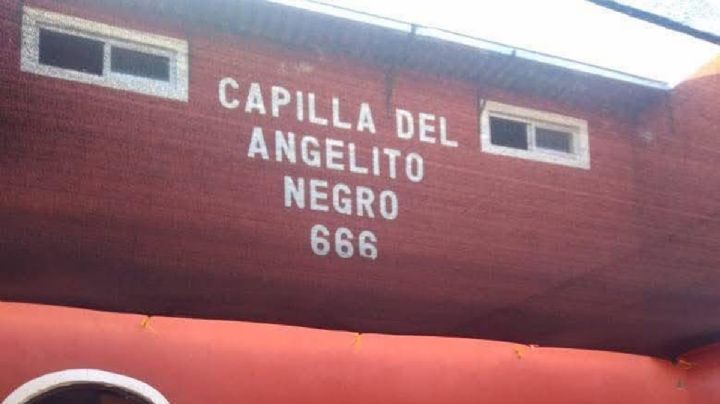 CAPILLA DEL
ANGELITO
NEGRO
666